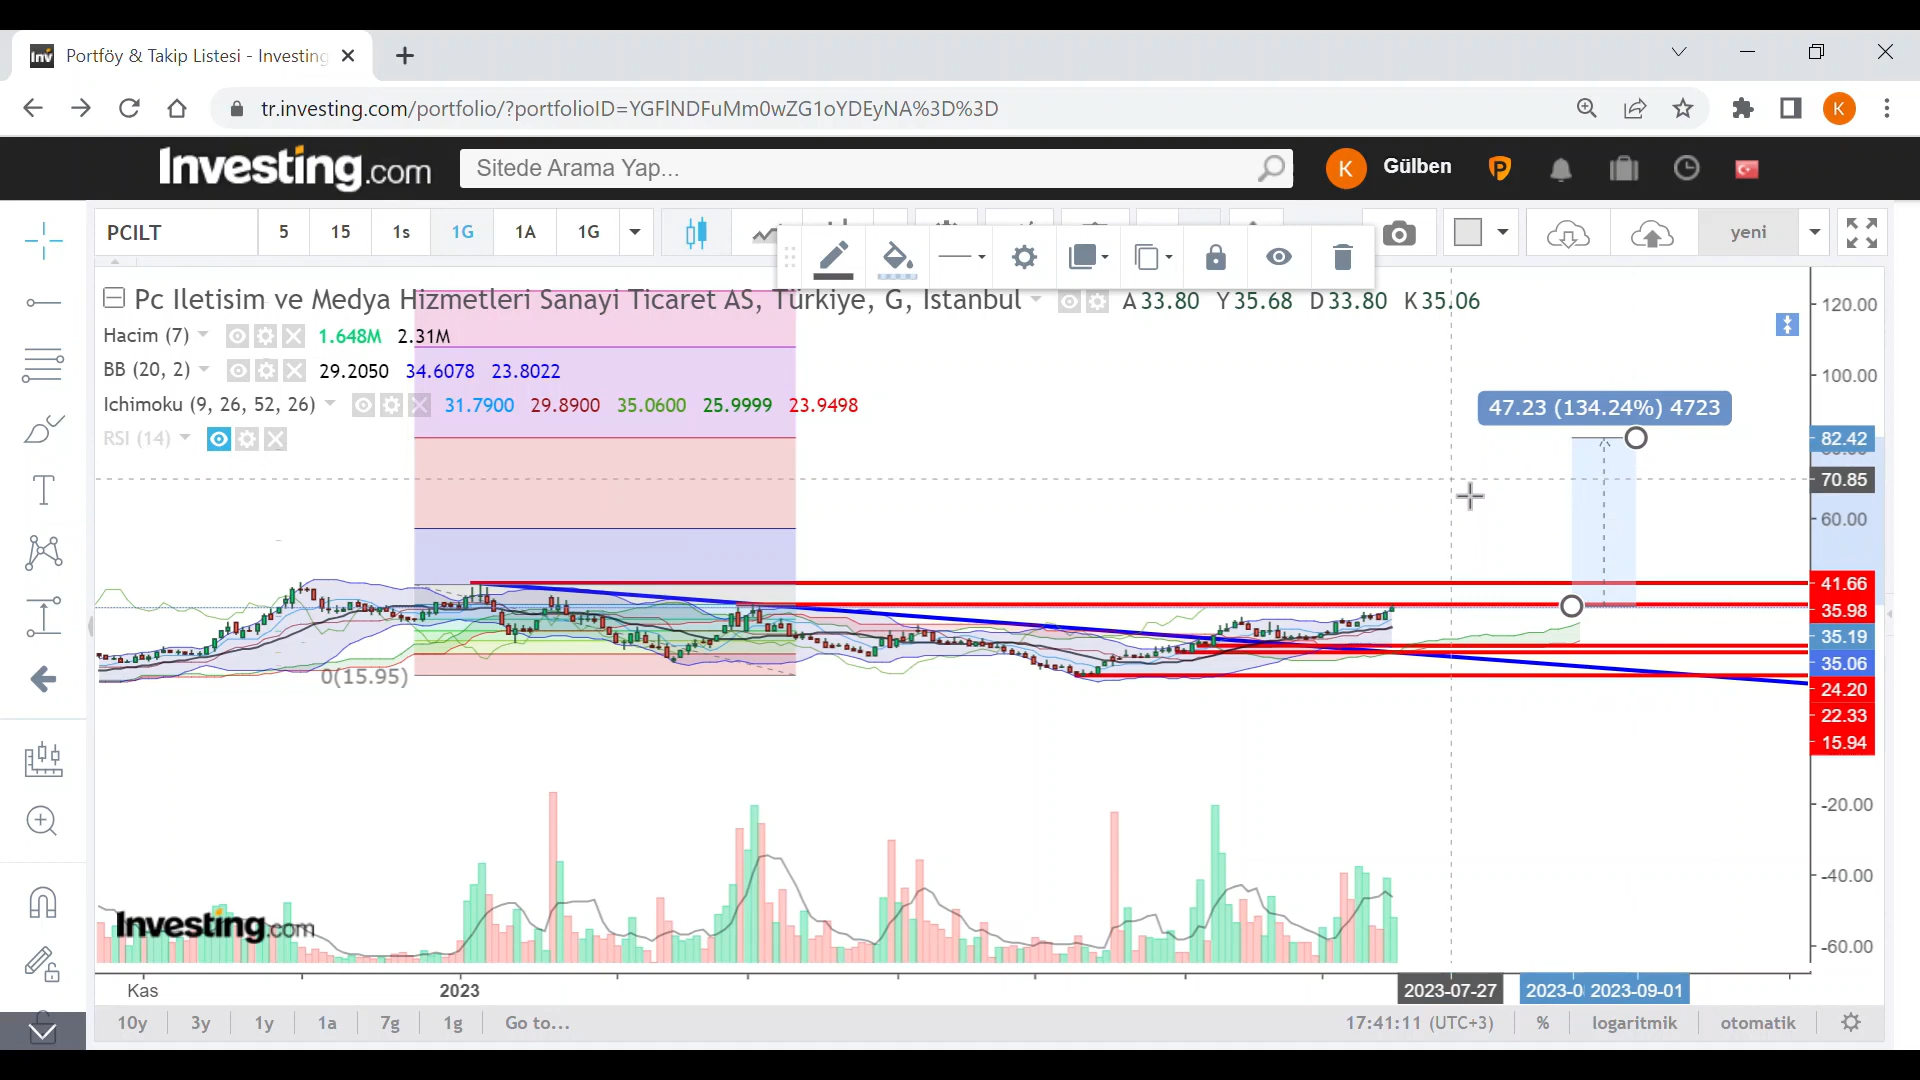 Portföy & Takip Listesi - Investing
tr.investing.com/portfolio/?portfolioID=YGFlNDFuMm0wZG1oYDEyNA%3D%3D
K
Investing.com
Sitede Arama Yap...
K
Gülben
PCILT
5
15
1s
1G
1A
1G
yeni
Pc Iletisim ve Medya Hizmetleri Sanayi Ticaret AS, Türkiye, G, Istanbul
A 33.80 Y 35.68 D 33.80 K 35.06
Hacim (7) 1.648M 2.31M
BB (20, 2) 29.2050 34.6078 23.8022
Ichimoku (9, 26, 52, 26) 31.7900 29.8900 35.0600 25.9999 23.9498
RSI (14)
47.23 (134.24%) 4723
0(15.95)
120.00
100.00
82.42
70.85
60.00
41.66
35.98
35.19
35.06
24.20
22.33
15.94
-20.00
-40.00
-60.00
Investing.com
Kas
2023
2023-07-27
2023-0
2023-09-01
10y
3y
1y
1a
7g
1g
Go to...
17:41:11 (UTC+3)
%
logaritmik
otomatik